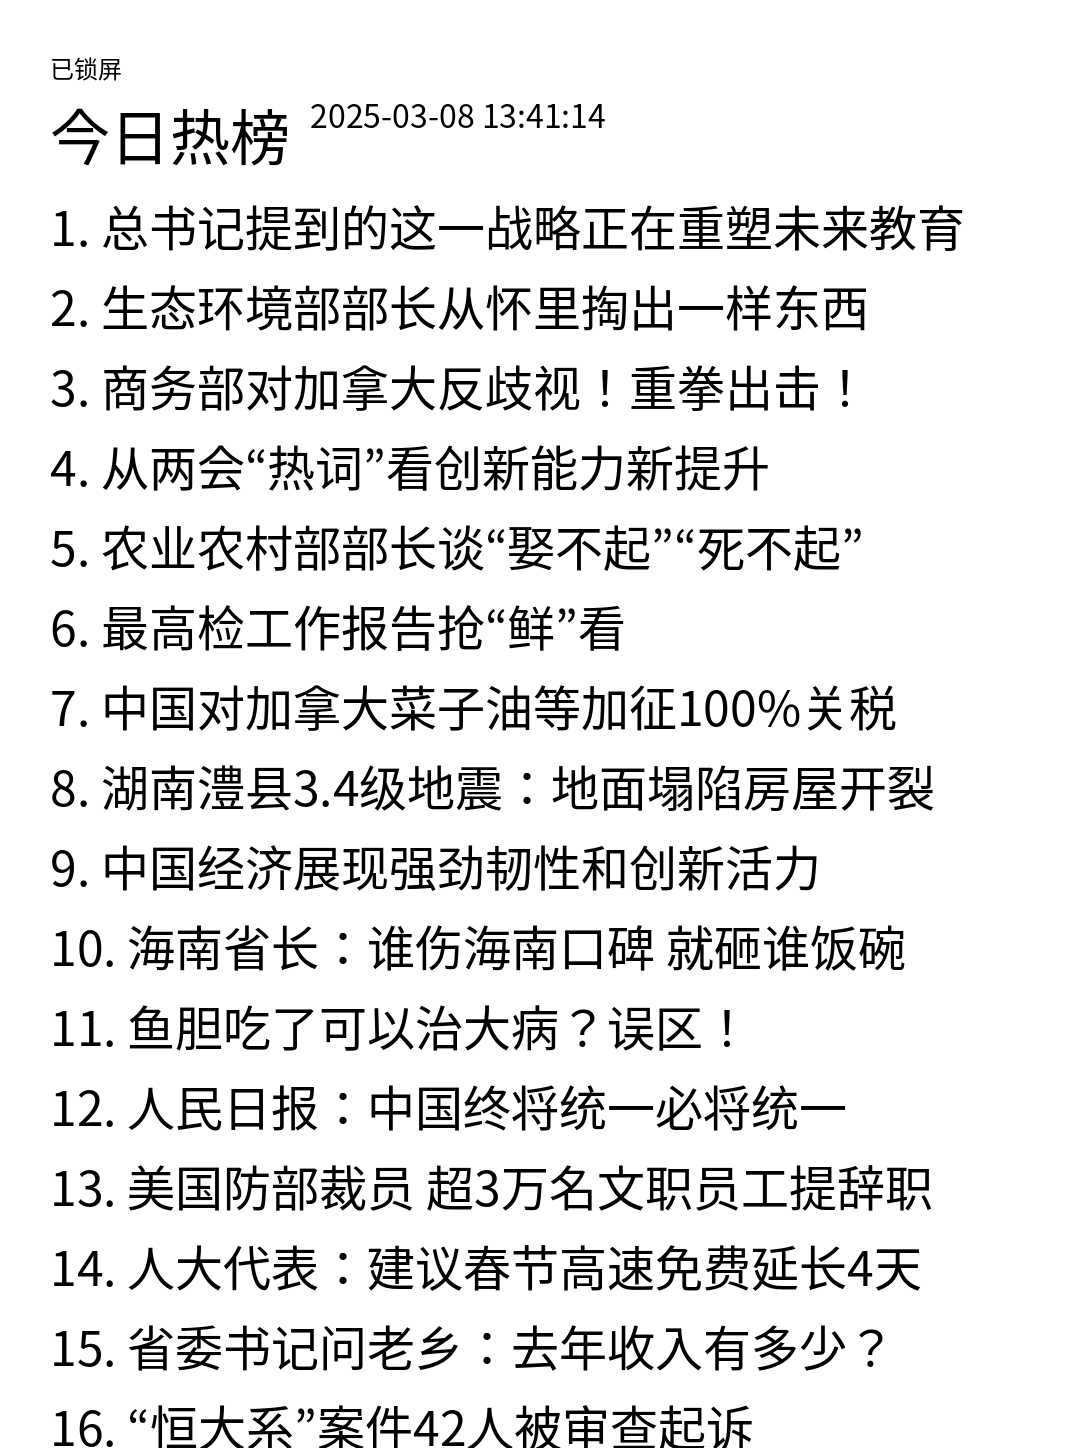 已锁屏
今日热榜 2025-03-08 13:41:14
1. 总书记提到的这一战略正在重塑未来教育
2. 生态环境部部长从怀里掏出一样东西
3. 商务部对加拿大反歧视！重拳出击！
4. 从两会“热词”看创新能力新提升
5. 农业农村部部长谈“娶不起”“死不起”
6. 最高检工作报告抢“鲜”看
7. 中国对加拿大菜子油等加征100%关税
8. 湖南澧县3.4级地震：地面塌陷房屋开裂
9. 中国经济展现强劲韧性和创新活力
10. 海南省长：谁伤海南口碑 就砸谁饭碗
11. 鱼胆吃了可以治大病？误区！
12. 人民日报：中国终将统一必将统一
13. 美国防部裁员 超3万名文职员工提辞职
14. 人大代表：建议春节高速免费延长4天
15. 省委书记问老乡：去年收入有多少？
16. “恒大系”案件42人被审查起诉